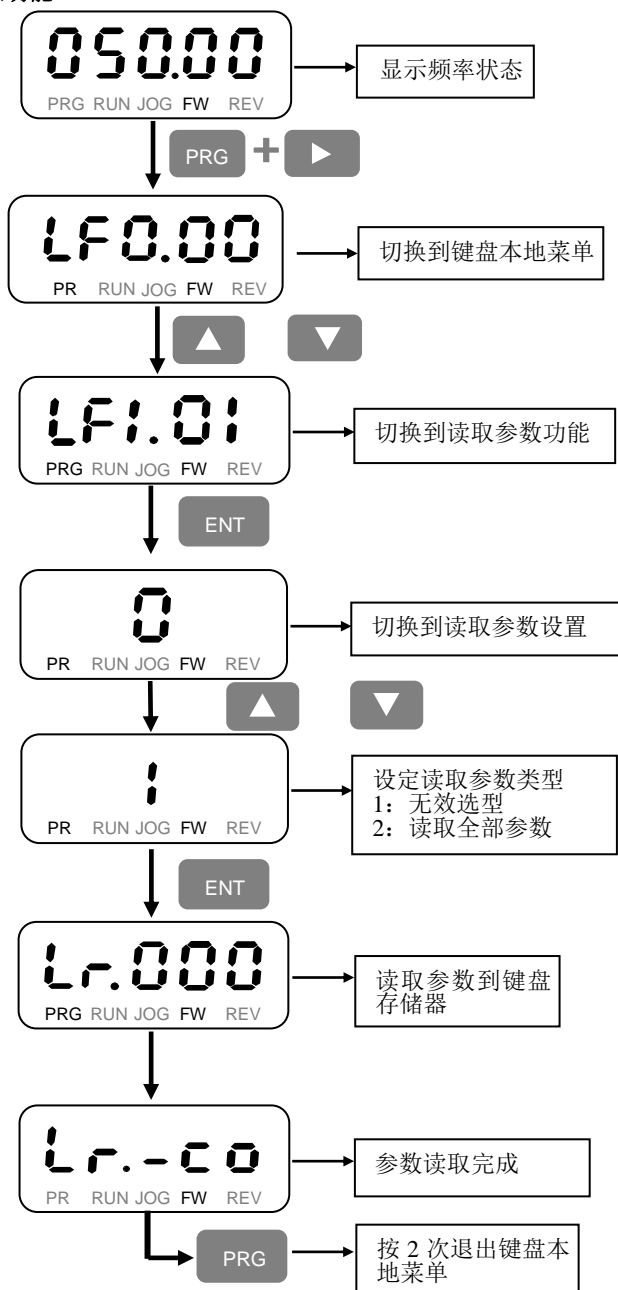 050.00
PRG RUN JOG FW REV
显示频率状态
PRG +
LF0.00
PR RUN JOG FW REV
切换到键盘本地菜单
LF1.01
PRG RUN JOG FW REV
切换到读取参数功能
ENT
0
PR RUN JOG FW REV
切换到读取参数设置
1
PR RUN JOG FW REV
设定读取参数类型
1：无效选型
2：读取全部参数
ENT
Lr.000
PRG RUN JOG FW REV
读取参数到键盘
存储器
Lr.-co
PR RUN JOG FW REV
参数读取完成
PRG
按 2 次退出键盘本
地菜单